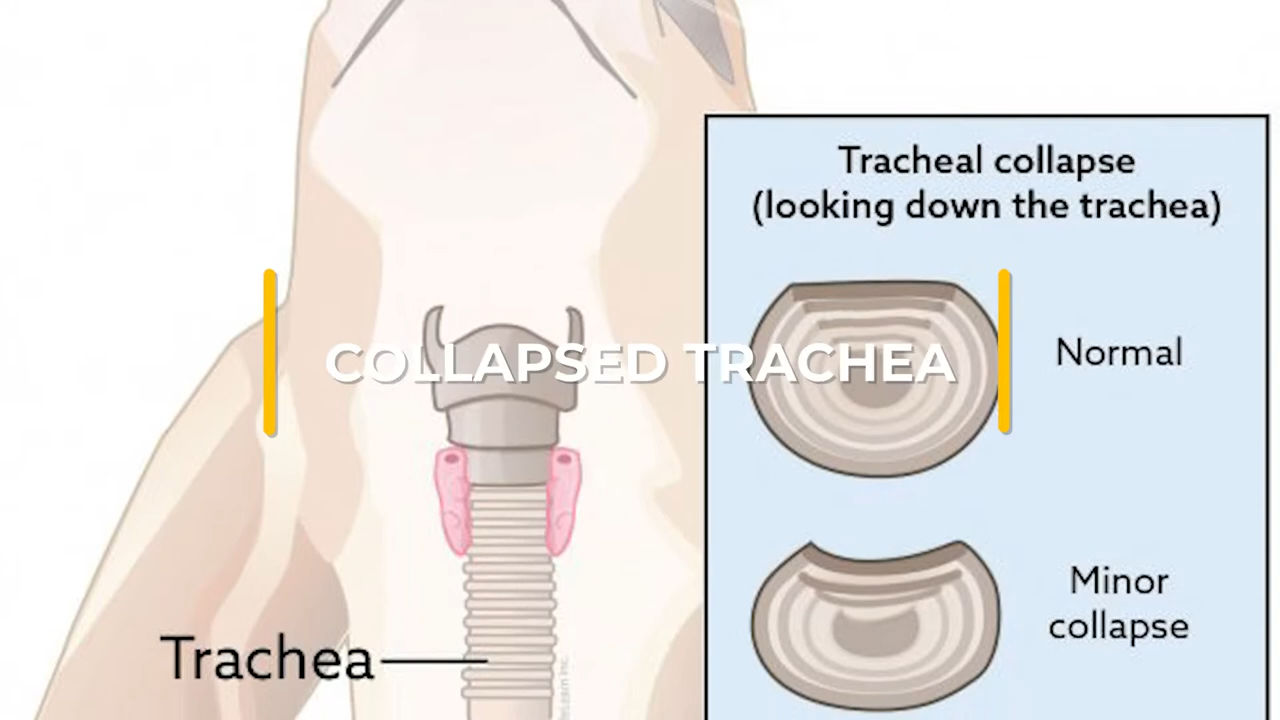 Tracheal collapse
(looking down the trachea)
COLLAPSED TRACHEA
Normal
Minor
collapse
Trachea